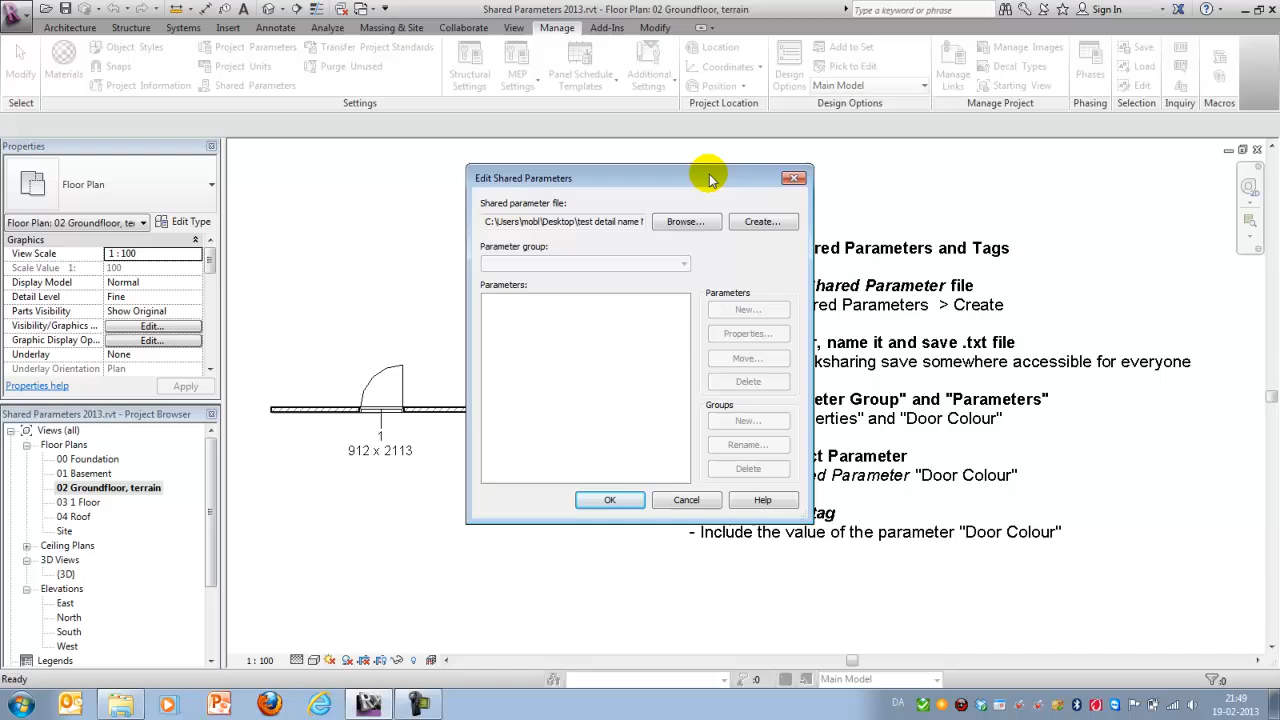 Shared Parameters 2013.rvt - Floor Plan: 02 Groundfloor, terrain
Type a keyword or phrase
Sign In
Architecture Structure Systems Insert Annotate Analyze Massing & Site Collaborate View Manage Add-Ins Modify
Modify
Materials
Object Styles
Snaps
Project Information
Project Parameters
Project Units
Shared Parameters
Transfer Project Standards
Purge Unused
Structural Settings
MEP Settings
Panel Schedule Templates
Additional Settings
Location
Coordinates
Position
Design Options
Add to Set
Pick to Edit
Main Model
Manage Links
Manage Images
Decal Types
Starting View
Phases
Save
Load
Edit
Select
Settings
Project Location
Design Options
Manage Project
Phasing
Selection
Inquiry
Macros
Properties
Floor Plan
Floor Plan: 02 Groundfloor, terrain
Edit Type
Graphics
View Scale 1 : 100
Scale Value 1: 100
Display Model Normal
Detail Level Fine
Parts Visibility Show Original
Visibility/Graphics ... Edit...
Graphic Display Op... Edit...
Underlay None
Underlay Orientation Plan
Properties help
Apply
Shared Parameters 2013.rvt - Project Browser
Views (all)
Floor Plans
00 Foundation
01 Basement
02 Groundfloor, terrain
03 1 Floor
04 Roof
Site
Ceiling Plans
3D Views
{3D}
Elevations
East
North
South
West
Legends
1
912 x 2113
Edit Shared Parameters
Shared parameter file:
C:\Users\mobl\Desktop\test detail name
Browse...
Create...
Parameter group:
Parameters:
Parameters
New...
Properties...
Move...
Delete
Groups
New...
Rename...
Delete
OK
Cancel
Help
red Parameters and Tags
Shared Parameter file
red Parameters > Create
, name it and save .txt file
ksharing save somewhere accessible for everyone
eter Group" and "Parameters"
perties" and "Door Colour"
ct Parameter
ed Parameter "Door Colour"
tag
- Include the value of the parameter "Door Colour"
1 : 100
Ready
:0
Main Model
:0
DA
21:49
19-02-2013